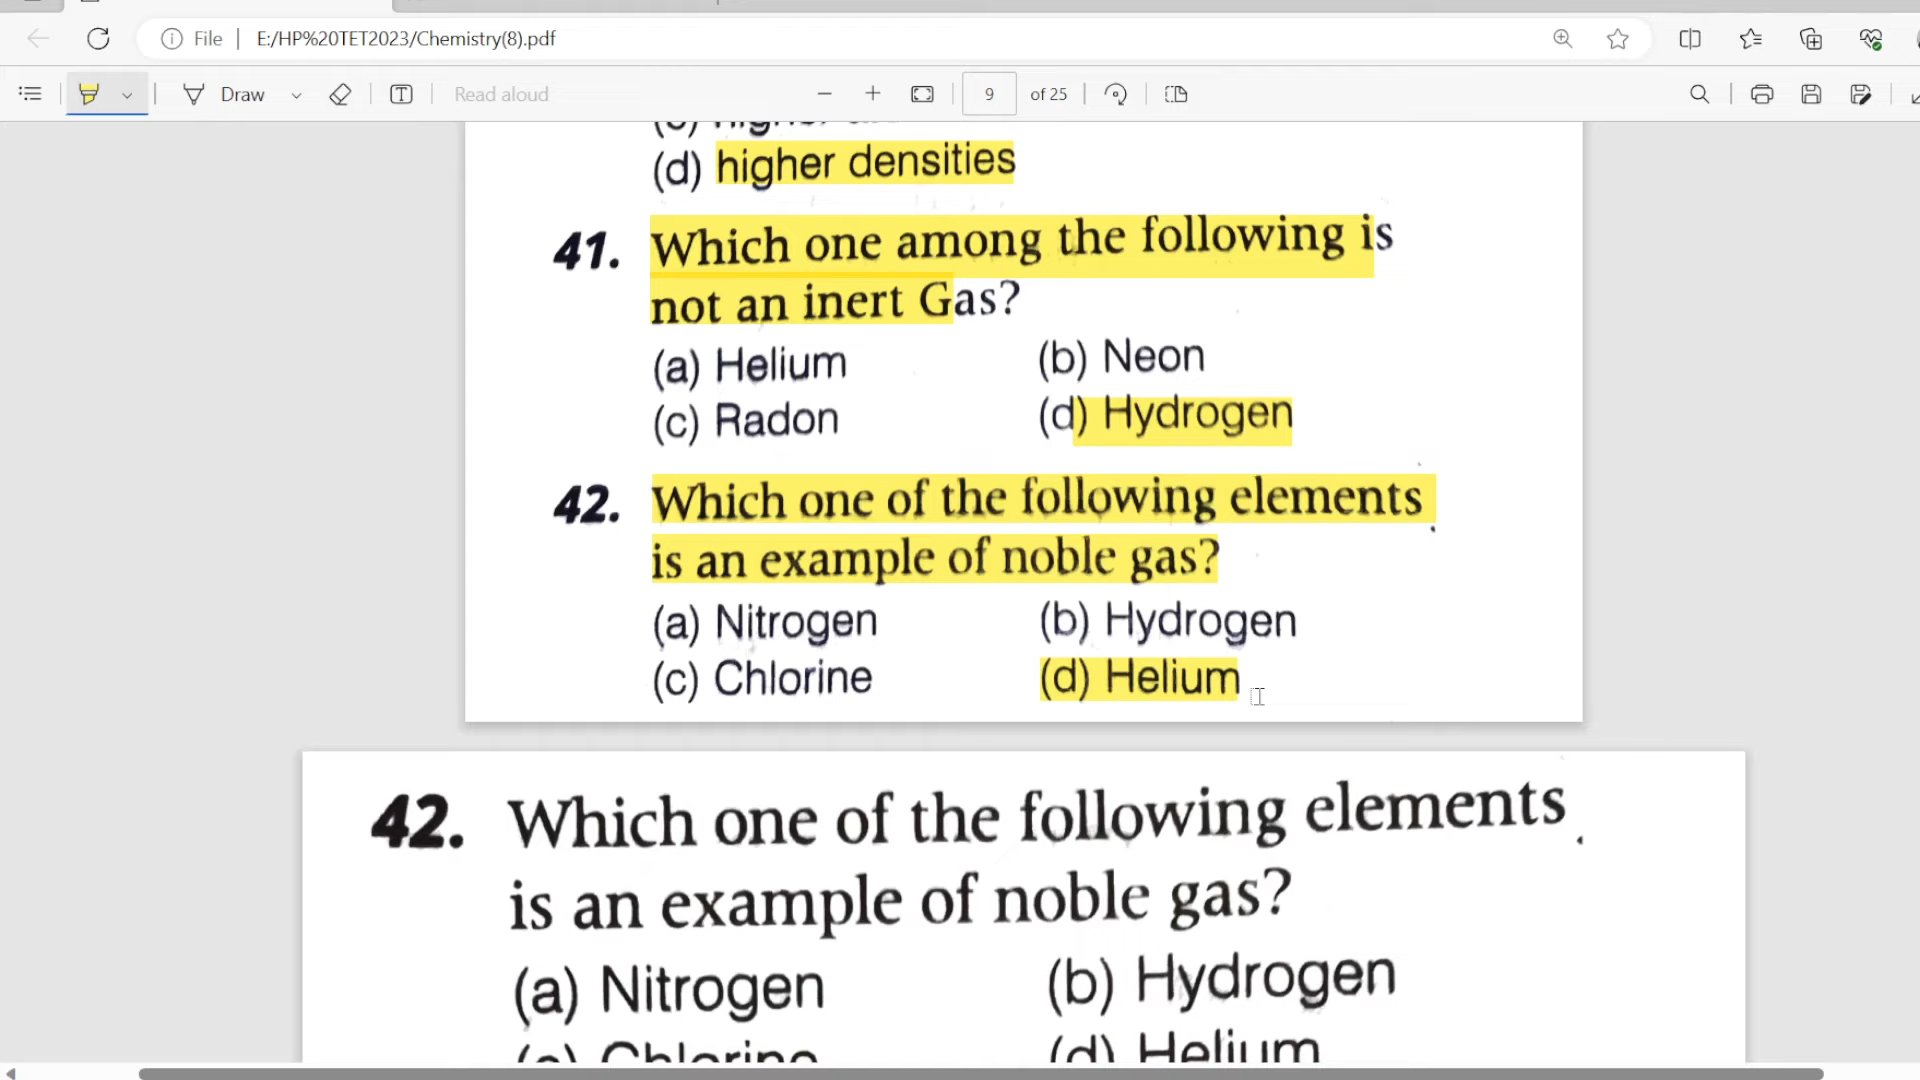 File | E:/HP%20TET2023/Chemistry(8).pdf
Draw
Read aloud
9 of 25
(d) higher densities
41. Which one among the following is
not an inert Gas?
(a) Helium (b) Neon
(c) Radon (d) Hydrogen
42. Which one of the following elements
is an example of noble gas?
(a) Nitrogen (b) Hydrogen
(c) Chlorine (d) Helium
42. Which one of the following elements
is an example of noble gas?
(a) Nitrogen (b) Hydrogen
(c) Chlorine (d) Helium